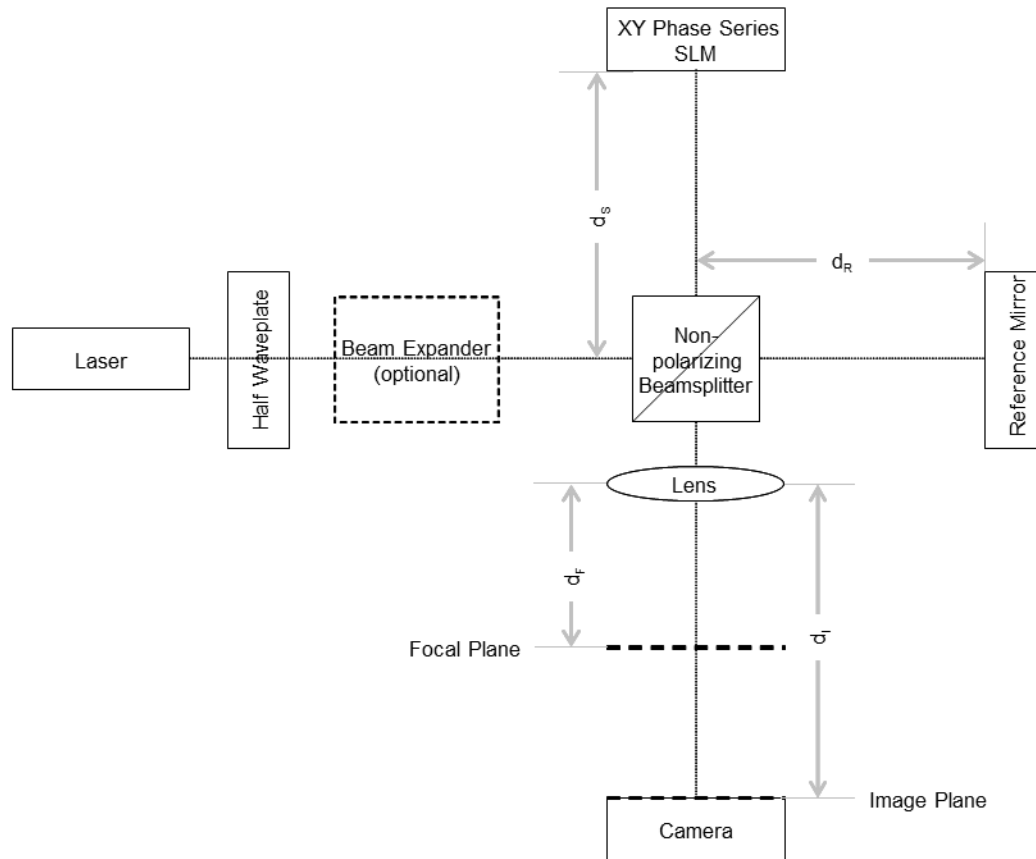 XY Phase Series
SLM
d_S
d_R
Laser
Half Waveplate
Beam Expander
(optional)
Non-
polarizing
Beamsplitter
Reference Mirror
Lens
d_F
d_I
Focal Plane
Image Plane
Camera